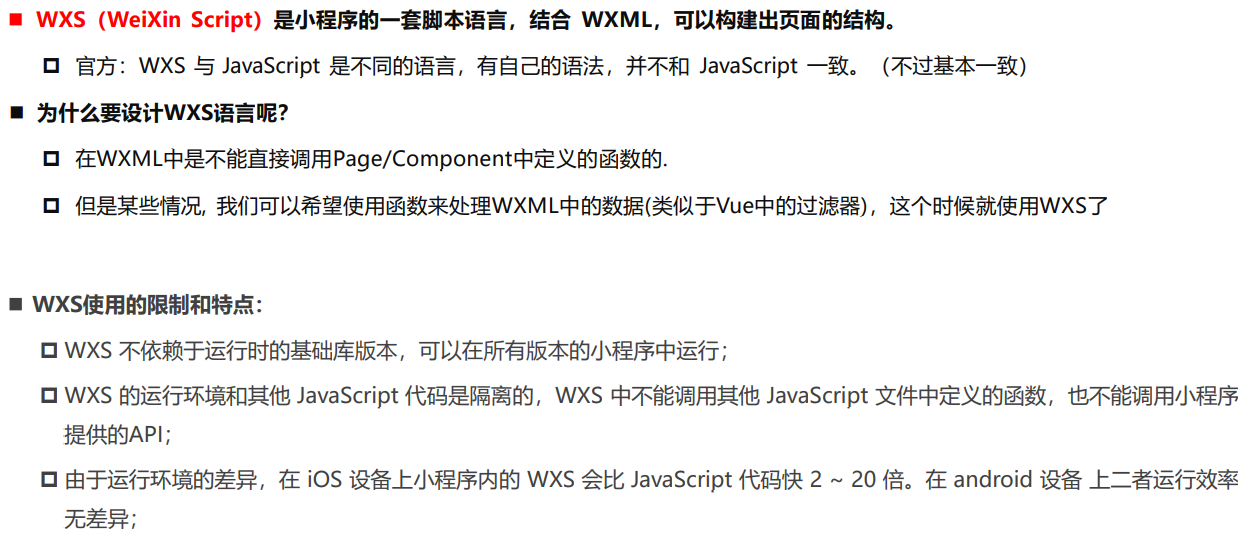 WXS（WeiXin Script）是小程序的一套脚本语言，结合 WXML，可以构建出页面的结构。
官方：WXS 与 JavaScript 是不同的语言，有自己的语法，并不和 JavaScript 一致。（不过基本一致）
为什么要设计WXS语言呢？
在WXML中是不能直接调用Page/Component中定义的函数的.
但是某些情况, 我们可以希望使用函数来处理WXML中的数据(类似于Vue中的过滤器)，这个时候就使用WXS了
WXS使用的限制和特点：
WXS 不依赖于运行时的基础库版本，可以在所有版本的小程序中运行；
WXS 的运行环境和其他 JavaScript 代码是隔离的，WXS 中不能调用其他 JavaScript 文件中定义的函数，也不能调用小程序
提供的API；
由于运行环境的差异，在 iOS 设备上小程序内的 WXS 会比 JavaScript 代码快 2 ~ 20 倍。在 android 设备 上二者运行效率
无差异；